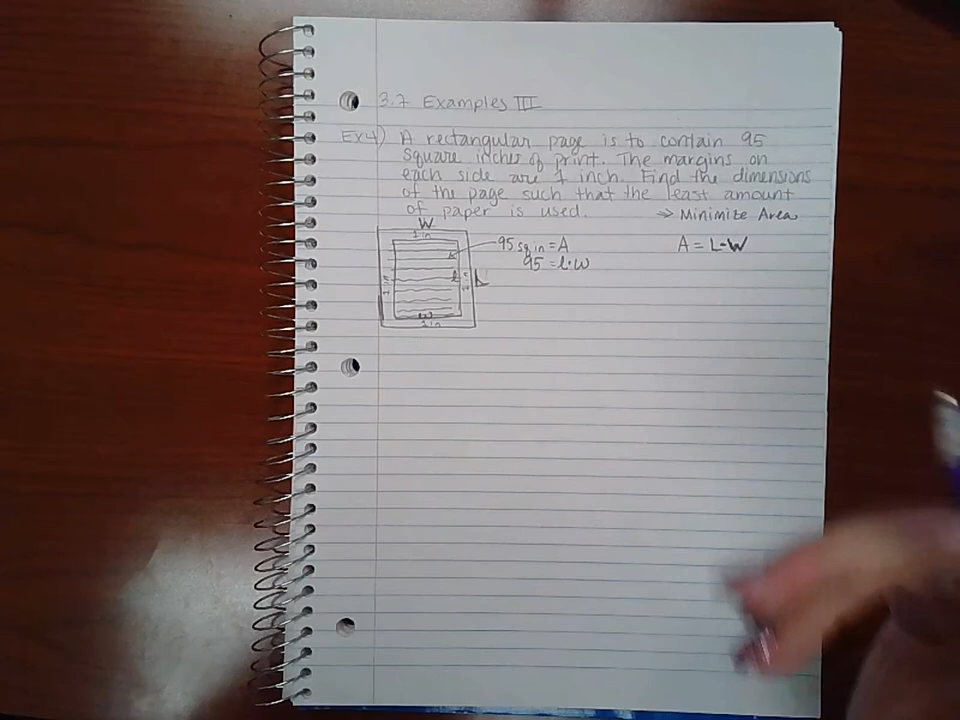 3.7 Examples III
Ex4) A rectangular page is to contain 95
square inches of print. The margins on
each side are 1 inch. Find the dimensions
of the page such that the least amount
of paper is used. => Minimize Area
W
1 in
95 sq in = A A = L·W
95 = l·w
1 in l 1 in L
w
1 in